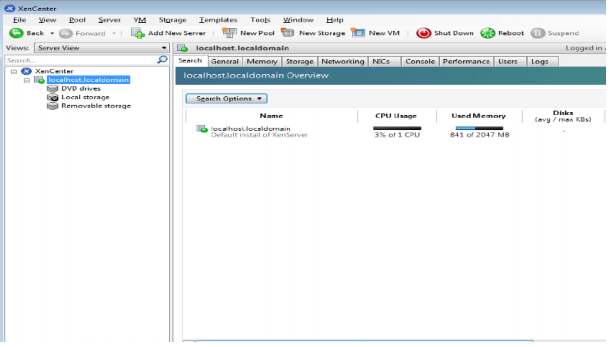 XenCenter
File View Pool Server VM Storage Templates Tools Window Help
Back Forward Add New Server New Pool New Storage New VM Shut Down Reboot Suspend
Views: Server View localhost.localdomain Logged in
Search... Search General Memory Storage Networking NICs Console Performance Users Logs
XenCenter localhost.localdomain Overview
localhost.localdomain
DVD drives
Local storage Search Options
Removable storage
Name CPU Usage Used Memory Disks
(avg / max KBs)
localhost.localdomain
Default install of XenServer 3% of 1 CPU 841 of 2047 MB -